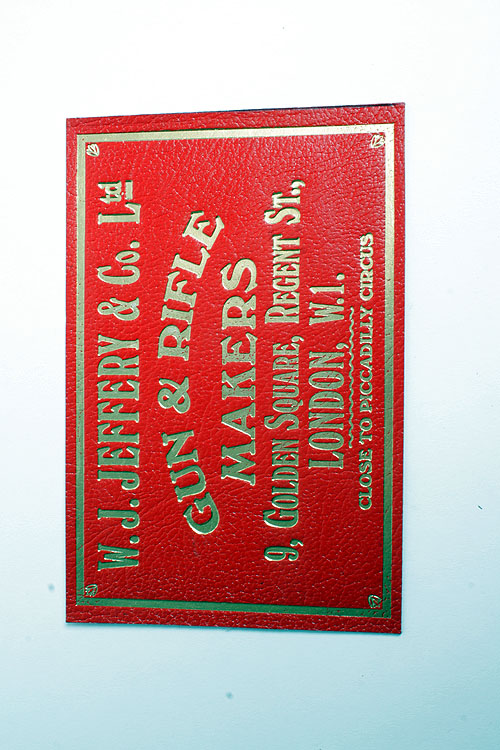 W. J. JEFFERY & Co. Ltd
GUN & RIFLE
MAKERS
9, GOLDEN SQUARE, REGENT ST.,
LONDON, W.1.
CLOSE TO PICCADILLY CIRCUS